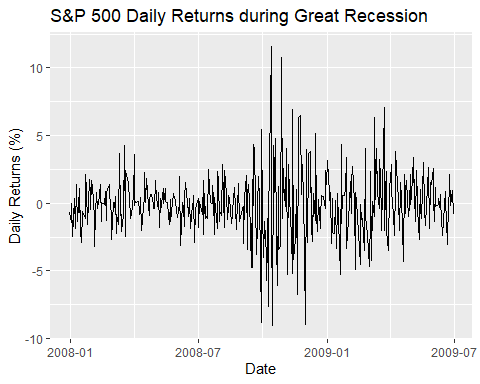 S&P 500 Daily Returns during Great Recession
Daily Returns (%)
10
5
0
-5
-10
2008-01 2008-07 2009-01 2009-07
Date